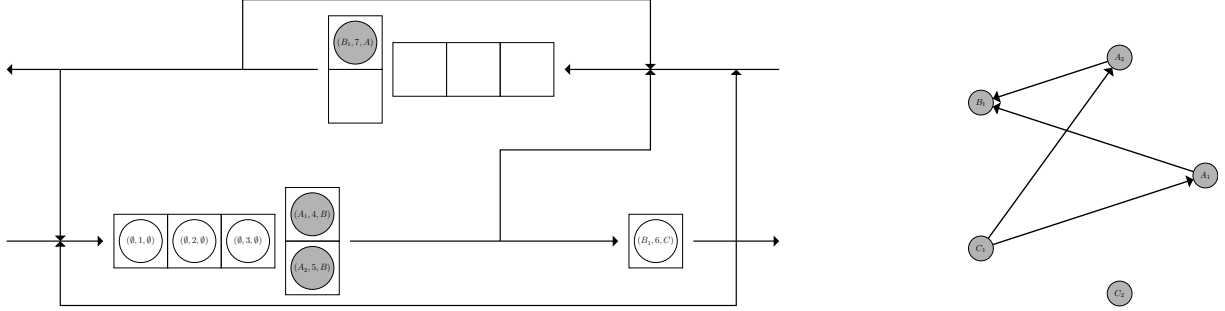 (B₁, 7, A)
(∅, 1, ∅)
(∅, 2, ∅)
(∅, 3, ∅)
(A₁, 4, B)
(A₂, 5, B)
(B₁, 6, C)
A₂
B₁
A₁
C₁
C₂